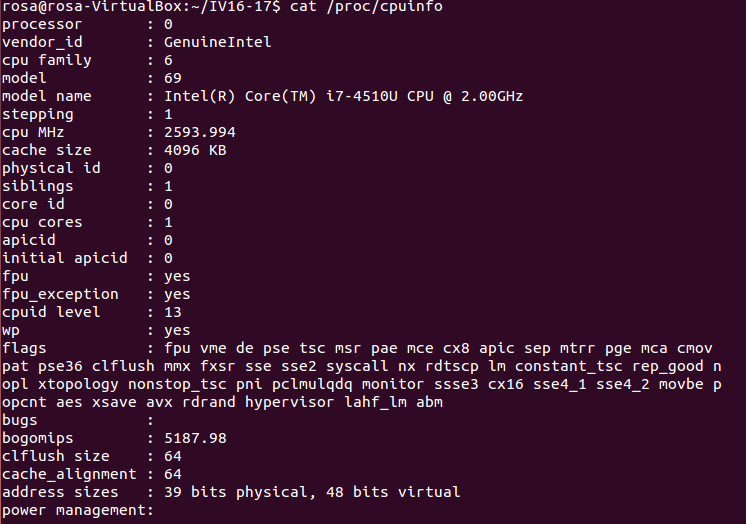 rosa@rosa-VirtualBox:~/IV16-17$ cat /proc/cpuinfo
processor       : 0
vendor_id       : GenuineIntel
cpu family      : 6
model           : 69
model name      : Intel(R) Core(TM) i7-4510U CPU @ 2.00GHz
stepping        : 1
cpu MHz         : 2593.994
cache size      : 4096 KB
physical id     : 0
siblings        : 1
core id         : 0
cpu cores       : 1
apicid          : 0
initial apicid  : 0
fpu             : yes
fpu_exception   : yes
cpuid level     : 13
wp              : yes
flags           : fpu vme de pse tsc msr pae mce cx8 apic sep mtrr pge mca cmov
pat pse36 clflush mmx fxsr sse sse2 syscall nx rdtscp lm constant_tsc rep_good n
opl xtopology nonstop_tsc pni pclmulqdq monitor ssse3 cx16 sse4_1 sse4_2 movbe p
opcnt aes xsave avx rdrand hypervisor lahf_lm abm
bugs            :
bogomips        : 5187.98
clflush size    : 64
cache_alignment : 64
address sizes   : 39 bits physical, 48 bits virtual
power management: